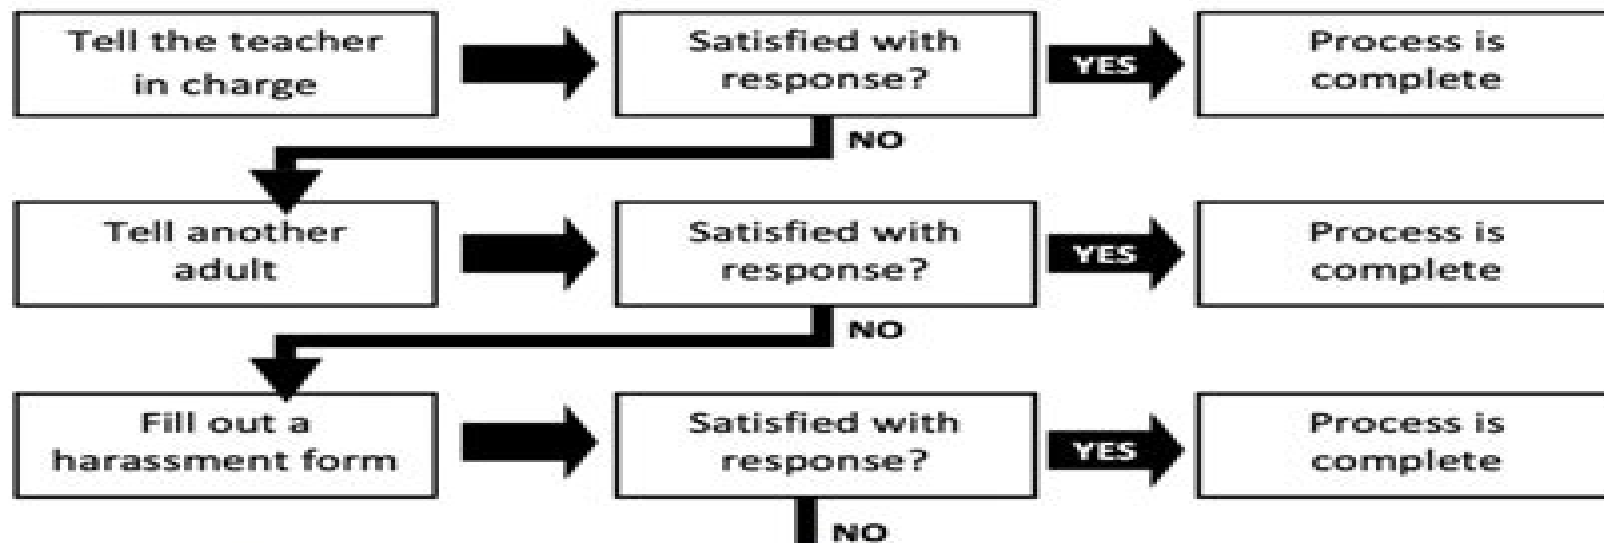 Tell the teacher
in charge
Satisfied with
response?
YES
Process is
complete
NO
Tell another
adult
Satisfied with
response?
YES
Process is
complete
NO
Fill out a
harassment form
Satisfied with
response?
YES
Process is
complete
NO